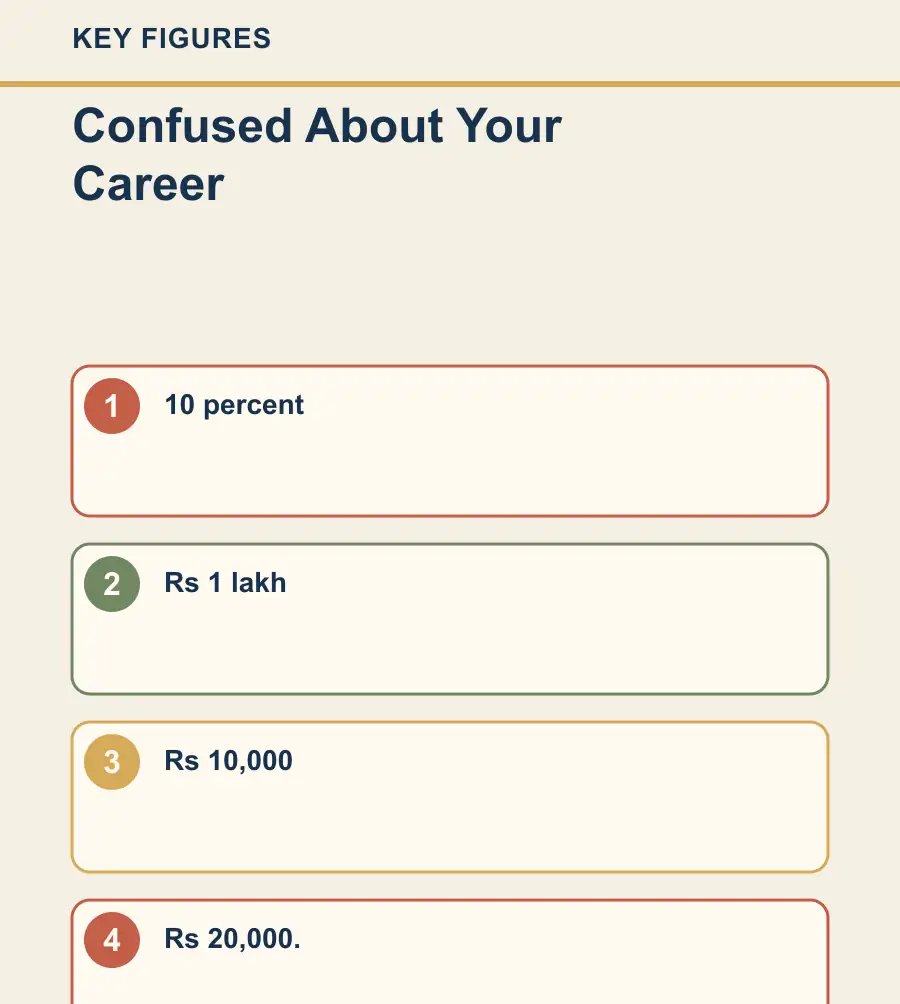 KEY FIGURES
Confused About Your
Career
1
10 percent
2
Rs 1 lakh
3
Rs 10,000
4
Rs 20,000.